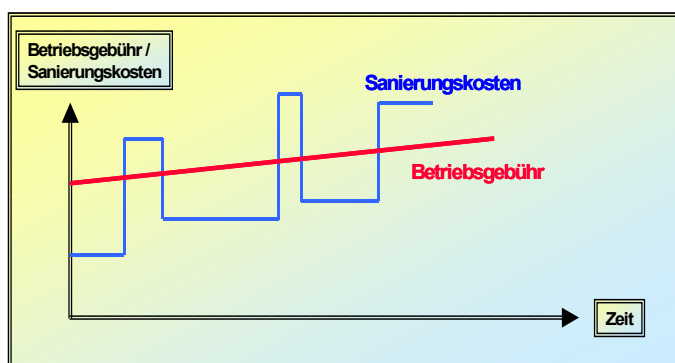 Betriebsgebühr /
Sanierungskosten
Sanierungskosten
Betriebsgebühr
Zeit